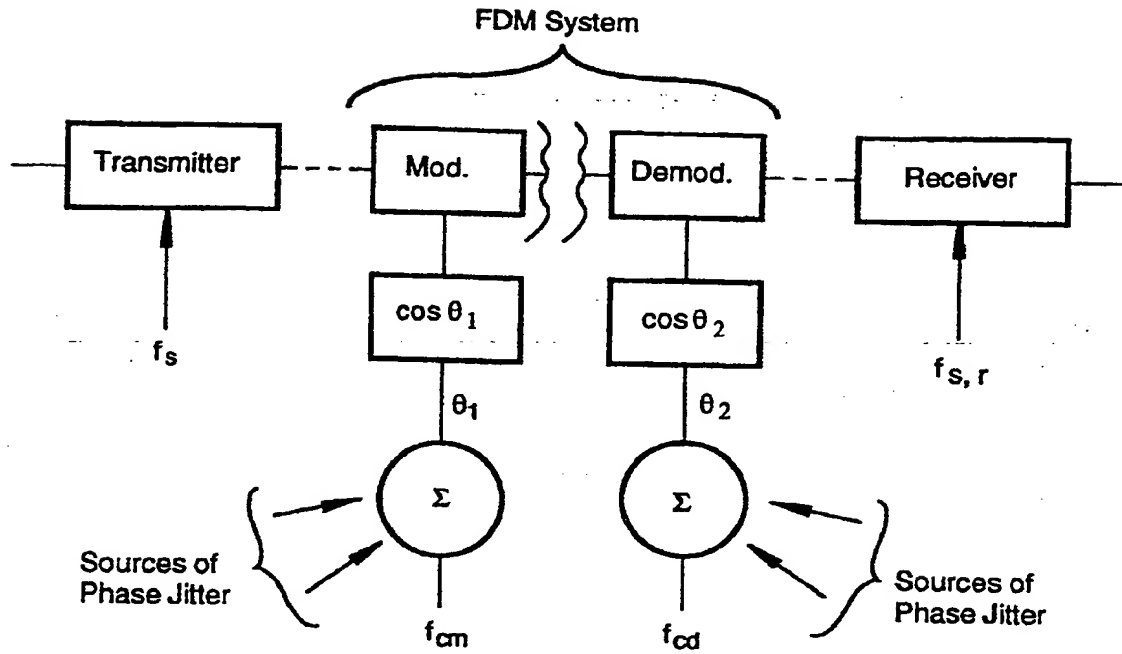 FDM System
Transmitter
Mod.
Demod.
Receiver
cos θ1
cos θ2
fs
fs, r
θ1
θ2
Σ
Σ
Sources of
Phase Jitter
Sources of
Phase Jitter
fcm
fcd